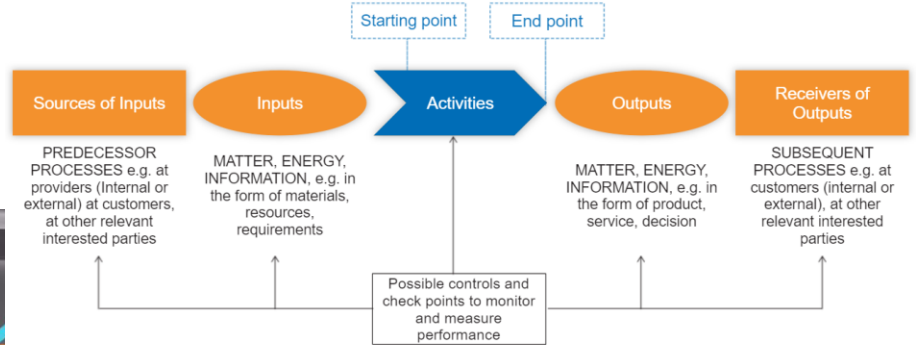 Starting point
End point
Sources of Inputs
Inputs
Activities
Outputs
Receivers of
Outputs
PREDECESSOR
PROCESSES e.g. at
providers (Internal or
external) at customers,
at other relevant
interested parties
MATTER, ENERGY,
INFORMATION, e.g. in
the form of materials,
resources,
requirements
MATTER, ENERGY,
INFORMATION, e.g. in
the form of product,
service, decision
SUBSEQUENT
PROCESSES e.g. at
customers (internal or
external), at other
relevant interested
parties
Possible controls and
check points to monitor
and measure
performance